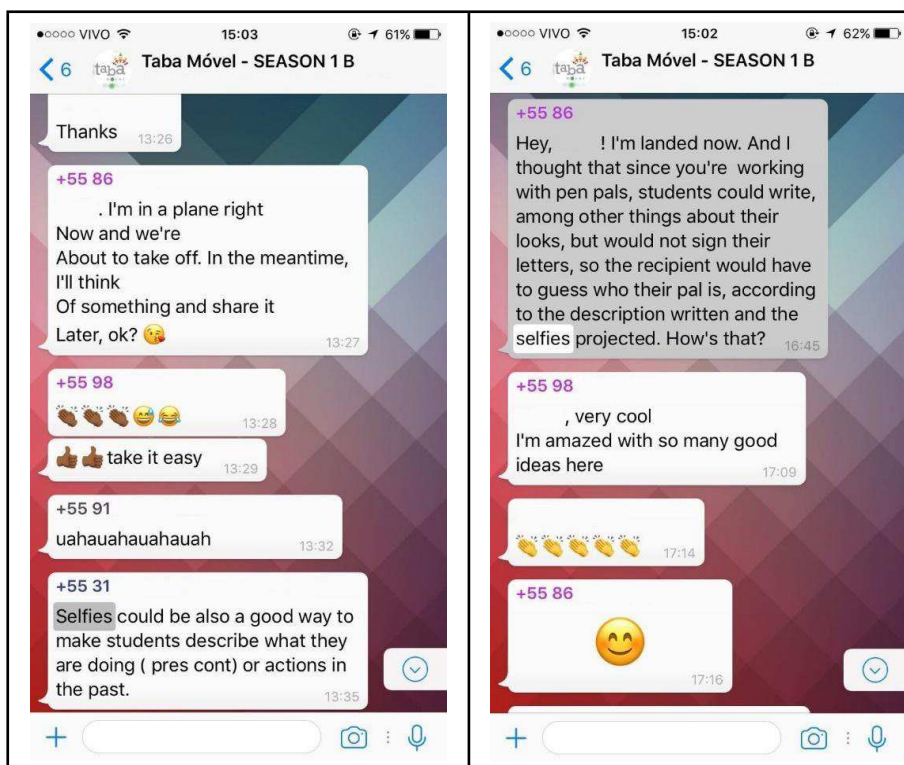 ●○○○○ VIVO 15:03 61%
6 taba Taba Móvel - SEASON 1 B
Thanks 13:26
+55 86
. I'm in a plane right
Now and we're
About to take off. In the meantime,
I'll think
Of something and share it
Later, ok? 😘 13:27
+55 98
👏🏾👏🏾👏🏾😅😂 13:28
👍🏾👍🏾 take it easy 13:29
+55 91
uahauahauahauah 13:32
+55 31
Selfies could be also a good way to
make students describe what they
are doing ( pres cont) or actions in
the past. 13:35
●○○○○ VIVO 15:02 62%
6 taba Taba Móvel - SEASON 1 B
+55 86
Hey, ! I'm landed now. And I
thought that since you're working
with pen pals, students could write,
among other things about their
looks, but would not sign their
letters, so the recipient would have
to guess who their pal is, according
to the description written and the
selfies projected. How's that? 16:45
+55 98
, very cool
I'm amazed with so many good
ideas here 17:09
👏👏👏👏👏 17:14
+55 86
😊
17:16